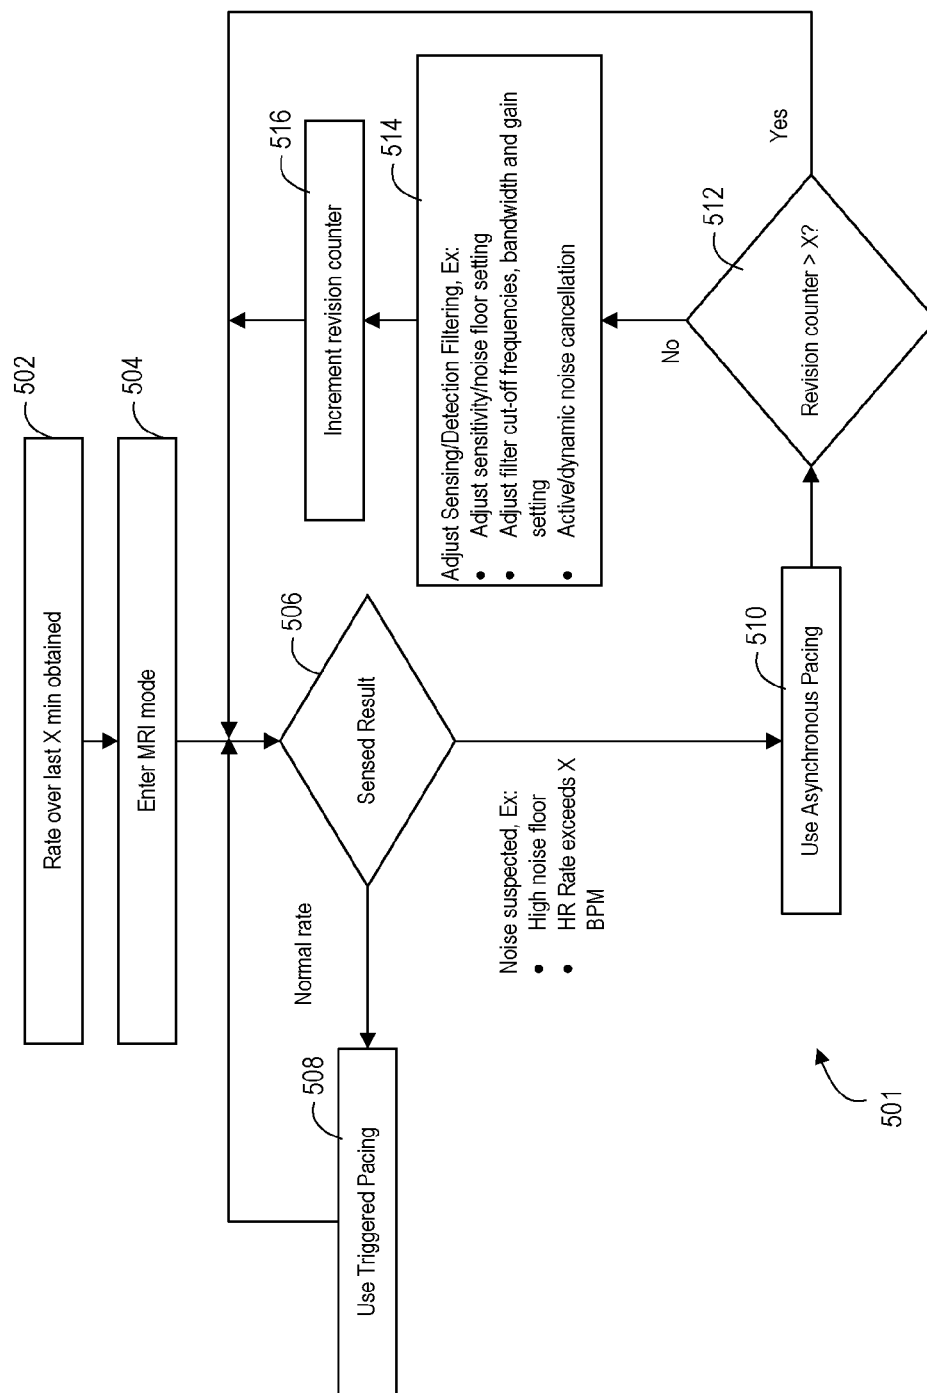 502
Rate over last X min obtained
504
Enter MRI mode
506
Sensed Result
Normal rate
508
Use Triggered Pacing
Noise suspected, Ex:
• High noise floor
• HR Rate exceeds X
BPM
510
Use Asynchronous Pacing
512
Revision counter > X?
Yes
No
514
Adjust Sensing/Detection Filtering, Ex:
• Adjust sensitivity/noise floor setting
• Adjust filter cut-off frequencies, bandwidth and gain
setting
• Active/dynamic noise cancellation
516
Increment revision counter
501